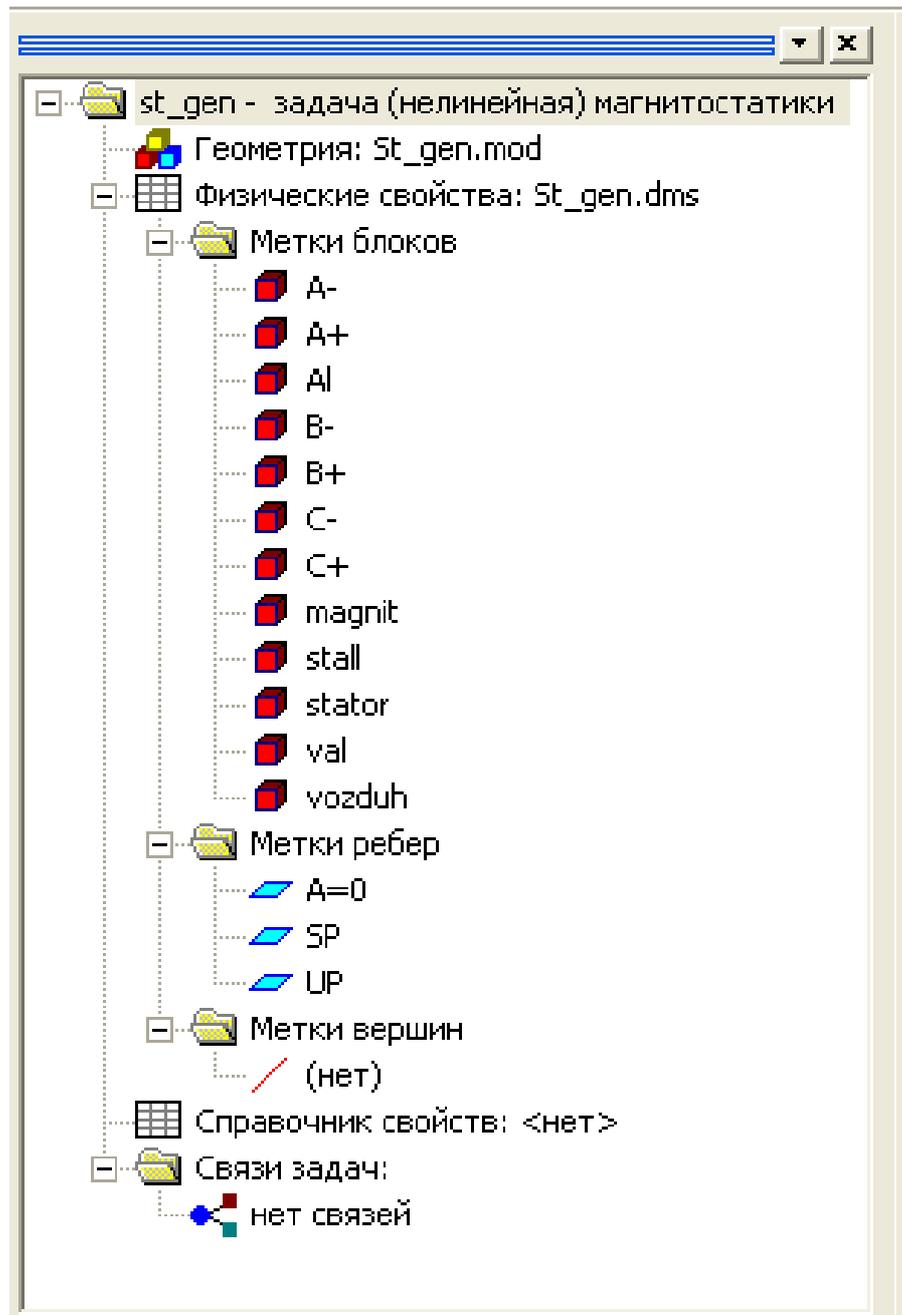 st_gen - задача (нелинейная) магнитостатики
Геометрия: St_gen.mod
Физические свойства: St_gen.dms
Метки блоков
A-
A+
Al
B-
B+
C-
C+
magnit
stall
stator
val
vozduh
Метки ребер
A=0
SP
UP
Метки вершин
(нет)
Справочник свойств: <нет>
Связи задач:
нет связей